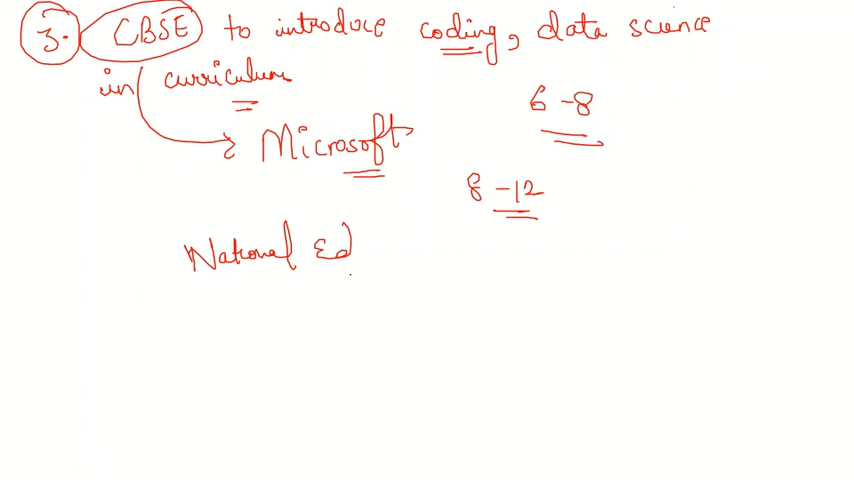 3. CBSE to introduce coding, data science
in curriculum
6-8
Microsoft
8-12
National Ed